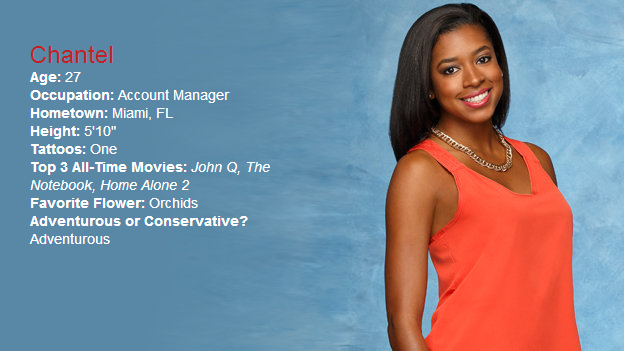 Chantel
Age: 27
Occupation: Account Manager
Hometown: Miami, FL
Height: 5'10"
Tattoos: One
Top 3 All-Time Movies: John Q, The
Notebook, Home Alone 2
Favorite Flower: Orchids
Adventurous or Conservative?
Adventurous